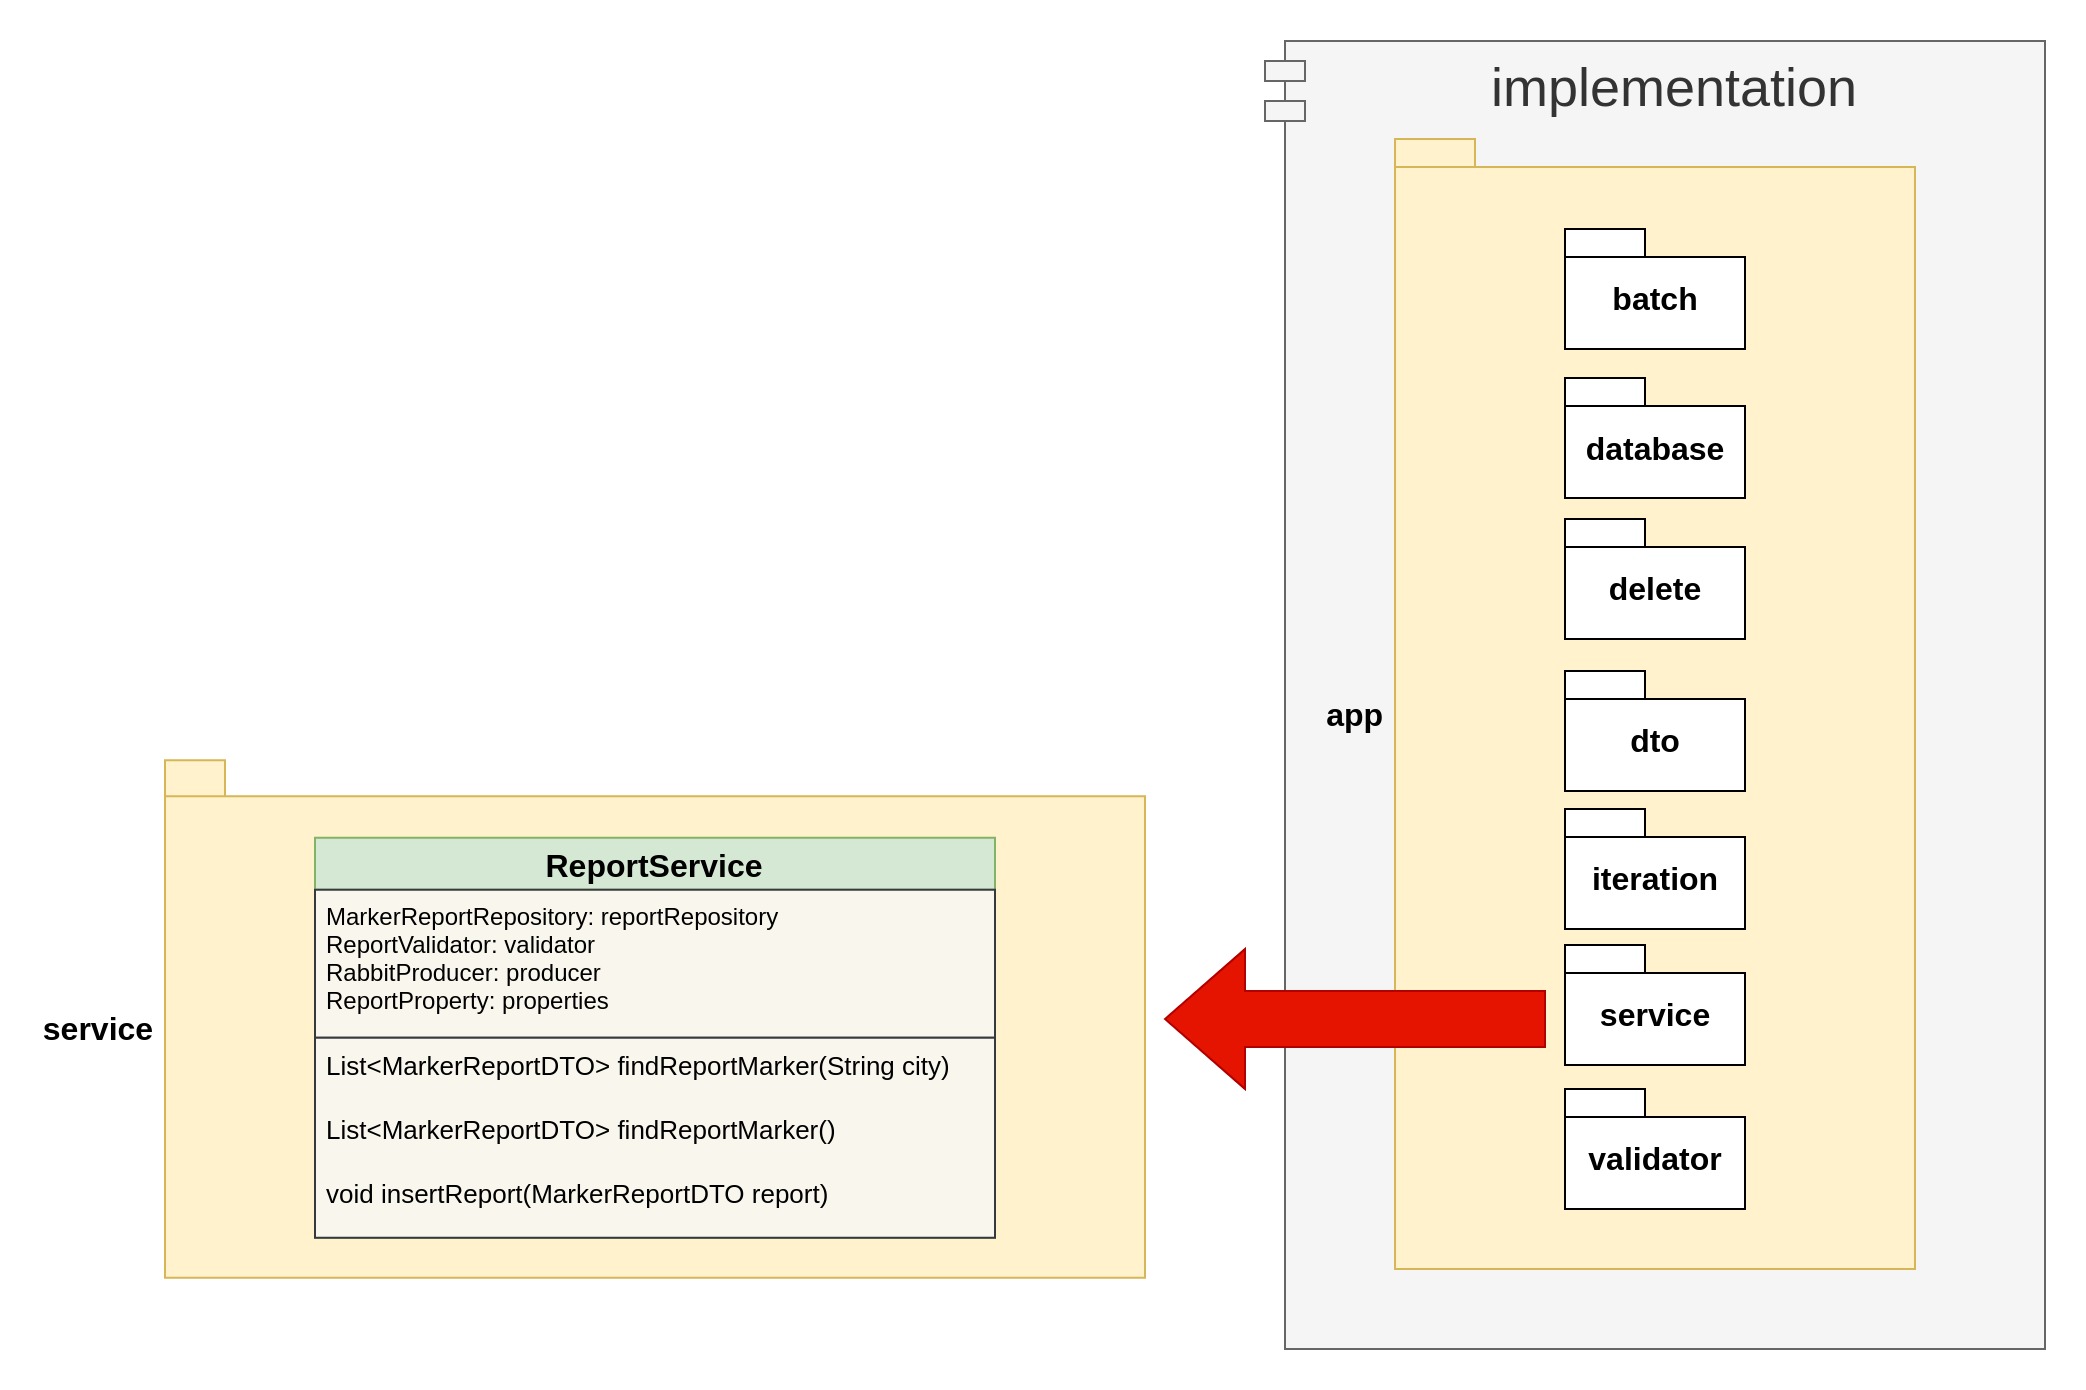 implementation
batch
database
delete
app
dto
iteration
service
validator
service
ReportService
MarkerReportRepository: reportRepository
ReportValidator: validator
RabbitProducer: producer
ReportProperty: properties
List<MarkerReportDTO> findReportMarker(String city)
List<MarkerReportDTO> findReportMarker()
void insertReport(MarkerReportDTO report)